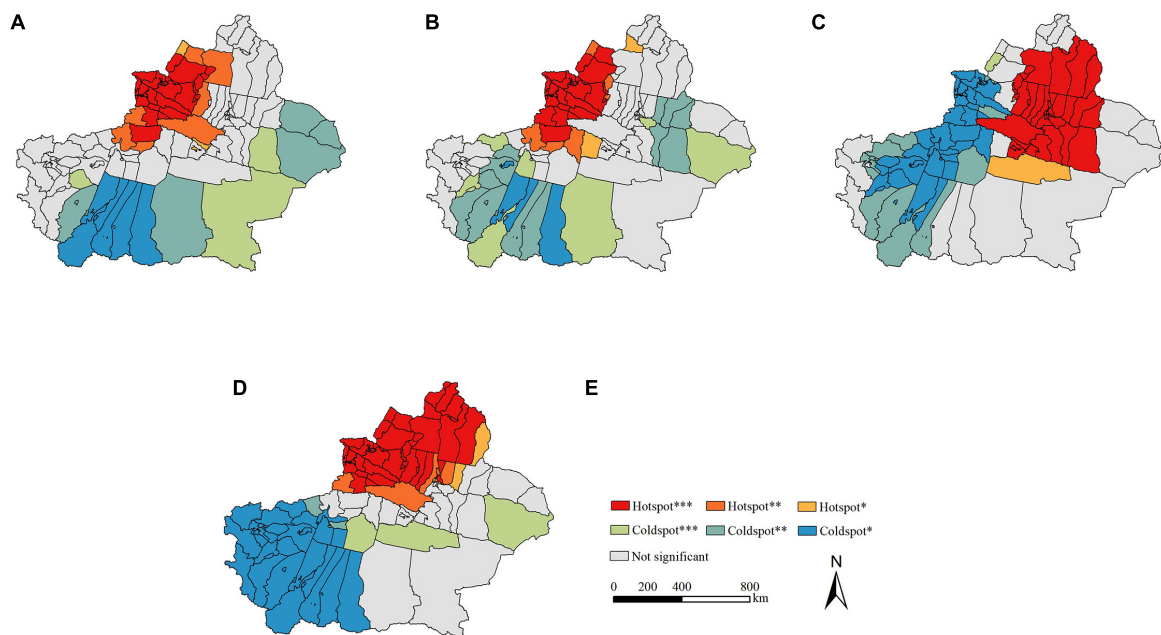 A
B
C
D
E
Hotspot*** Hotspot** Hotspot*
Coldspot*** Coldspot** Coldspot*
Not significant
N
0 200 400 800
km